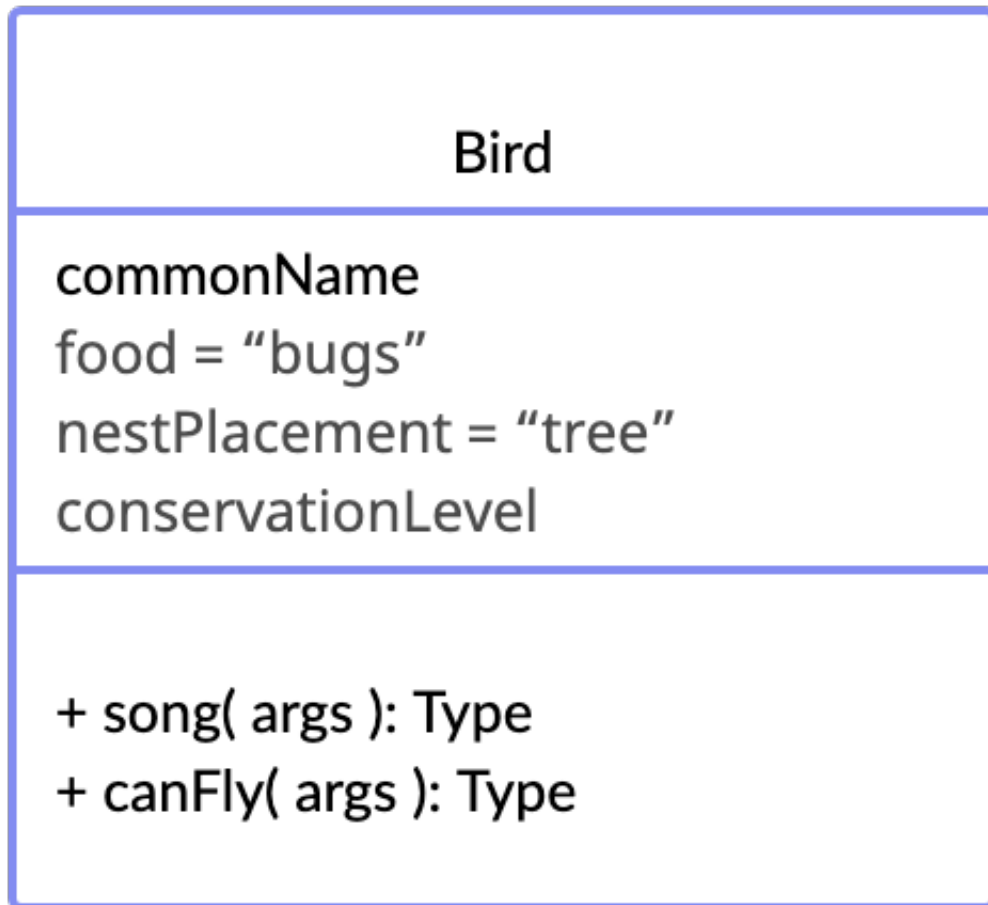 Bird
commonName
food = “bugs”
nestPlacement = “tree”
conservationLevel
+ song( args ): Type
+ canFly( args ): Type